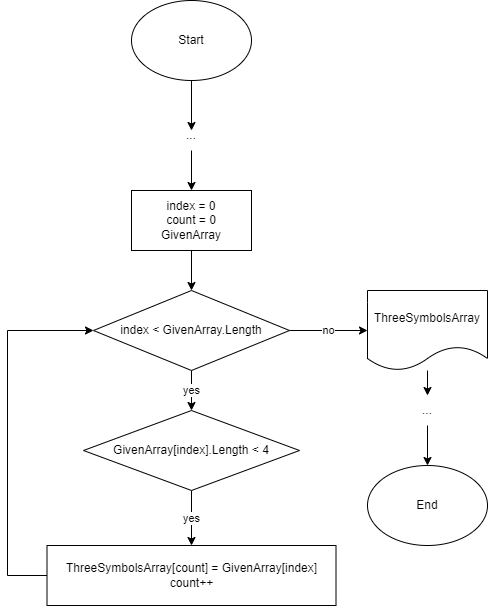 Start
...
index = 0
count = 0
GivenArray
index < GivenArray.Length
no
ThreeSymbolsArray
yes
...
GivenArray[index].Length < 4
End
yes
ThreeSymbolsArray[count] = GivenArray[index]
count++